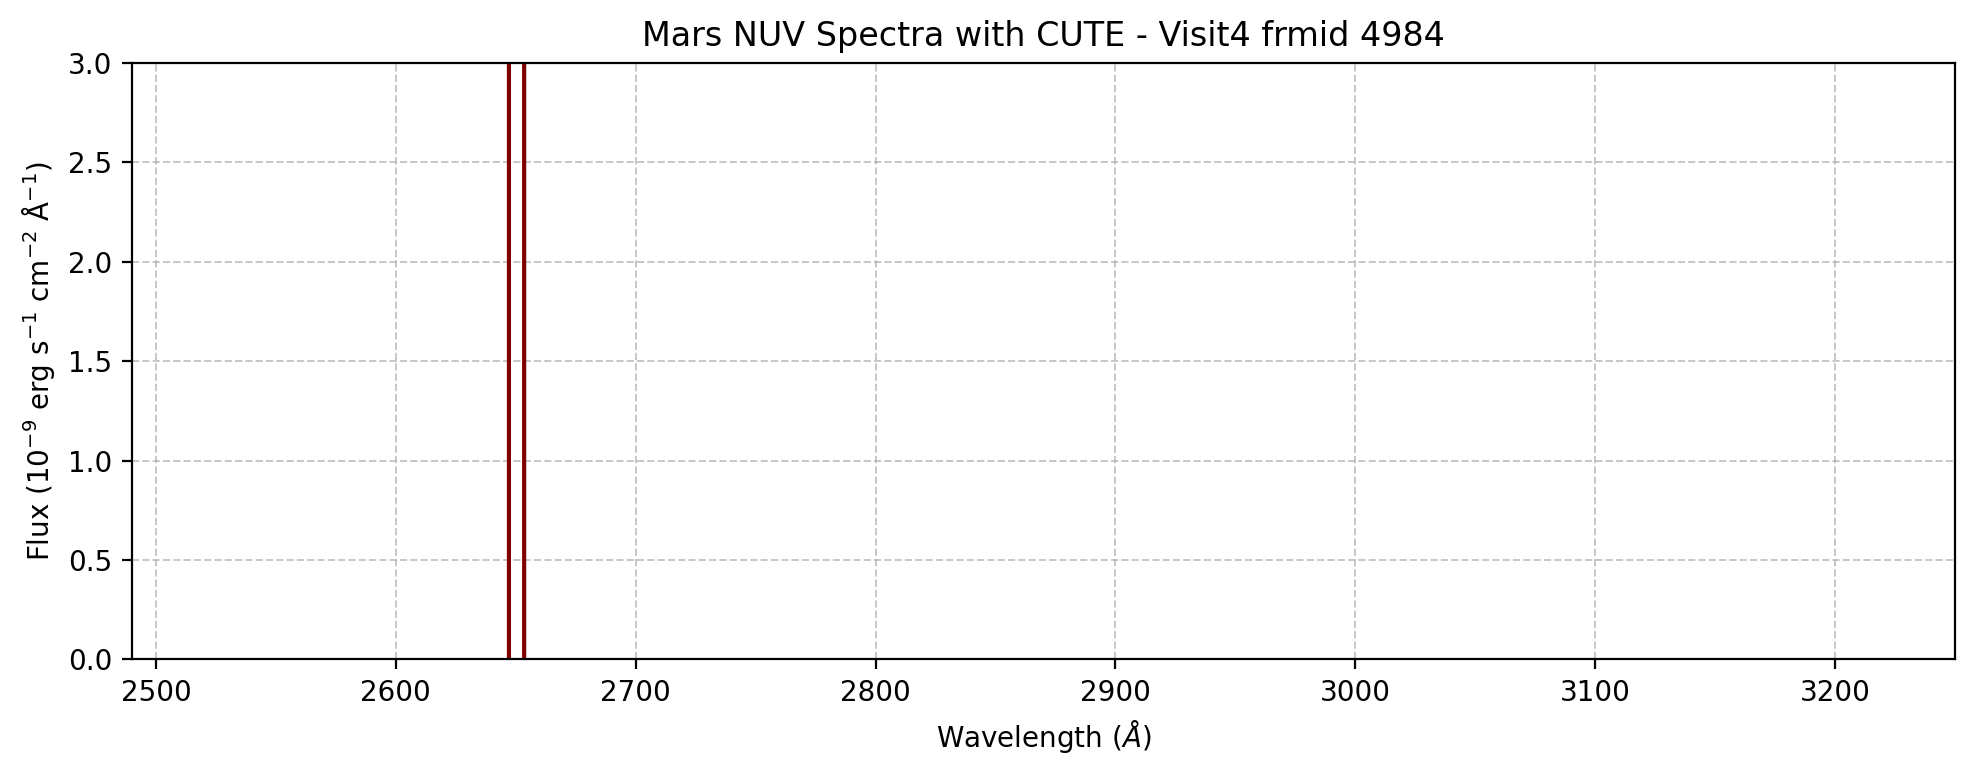 Mars NUV Spectra with CUTE - Visit4 frmid 4984
Flux (10⁻⁹ erg s⁻¹ cm⁻² Å⁻¹)
3.0
2.5
2.0
1.5
1.0
0.5
0.0
2500 2600 2700 2800 2900 3000 3100 3200
Wavelength (Å)